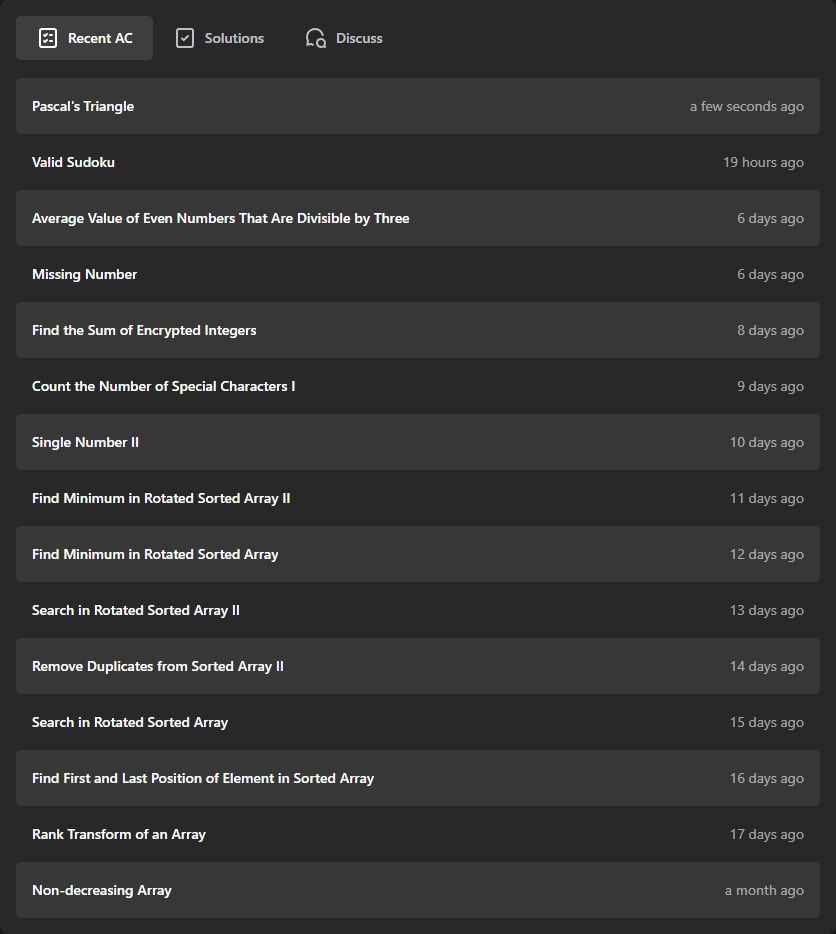 Recent AC Solutions Discuss
Pascal's Triangle a few seconds ago
Valid Sudoku 19 hours ago
Average Value of Even Numbers That Are Divisible by Three 6 days ago
Missing Number 6 days ago
Find the Sum of Encrypted Integers 8 days ago
Count the Number of Special Characters I 9 days ago
Single Number II 10 days ago
Find Minimum in Rotated Sorted Array II 11 days ago
Find Minimum in Rotated Sorted Array 12 days ago
Search in Rotated Sorted Array II 13 days ago
Remove Duplicates from Sorted Array II 14 days ago
Search in Rotated Sorted Array 15 days ago
Find First and Last Position of Element in Sorted Array 16 days ago
Rank Transform of an Array 17 days ago
Non-decreasing Array a month ago